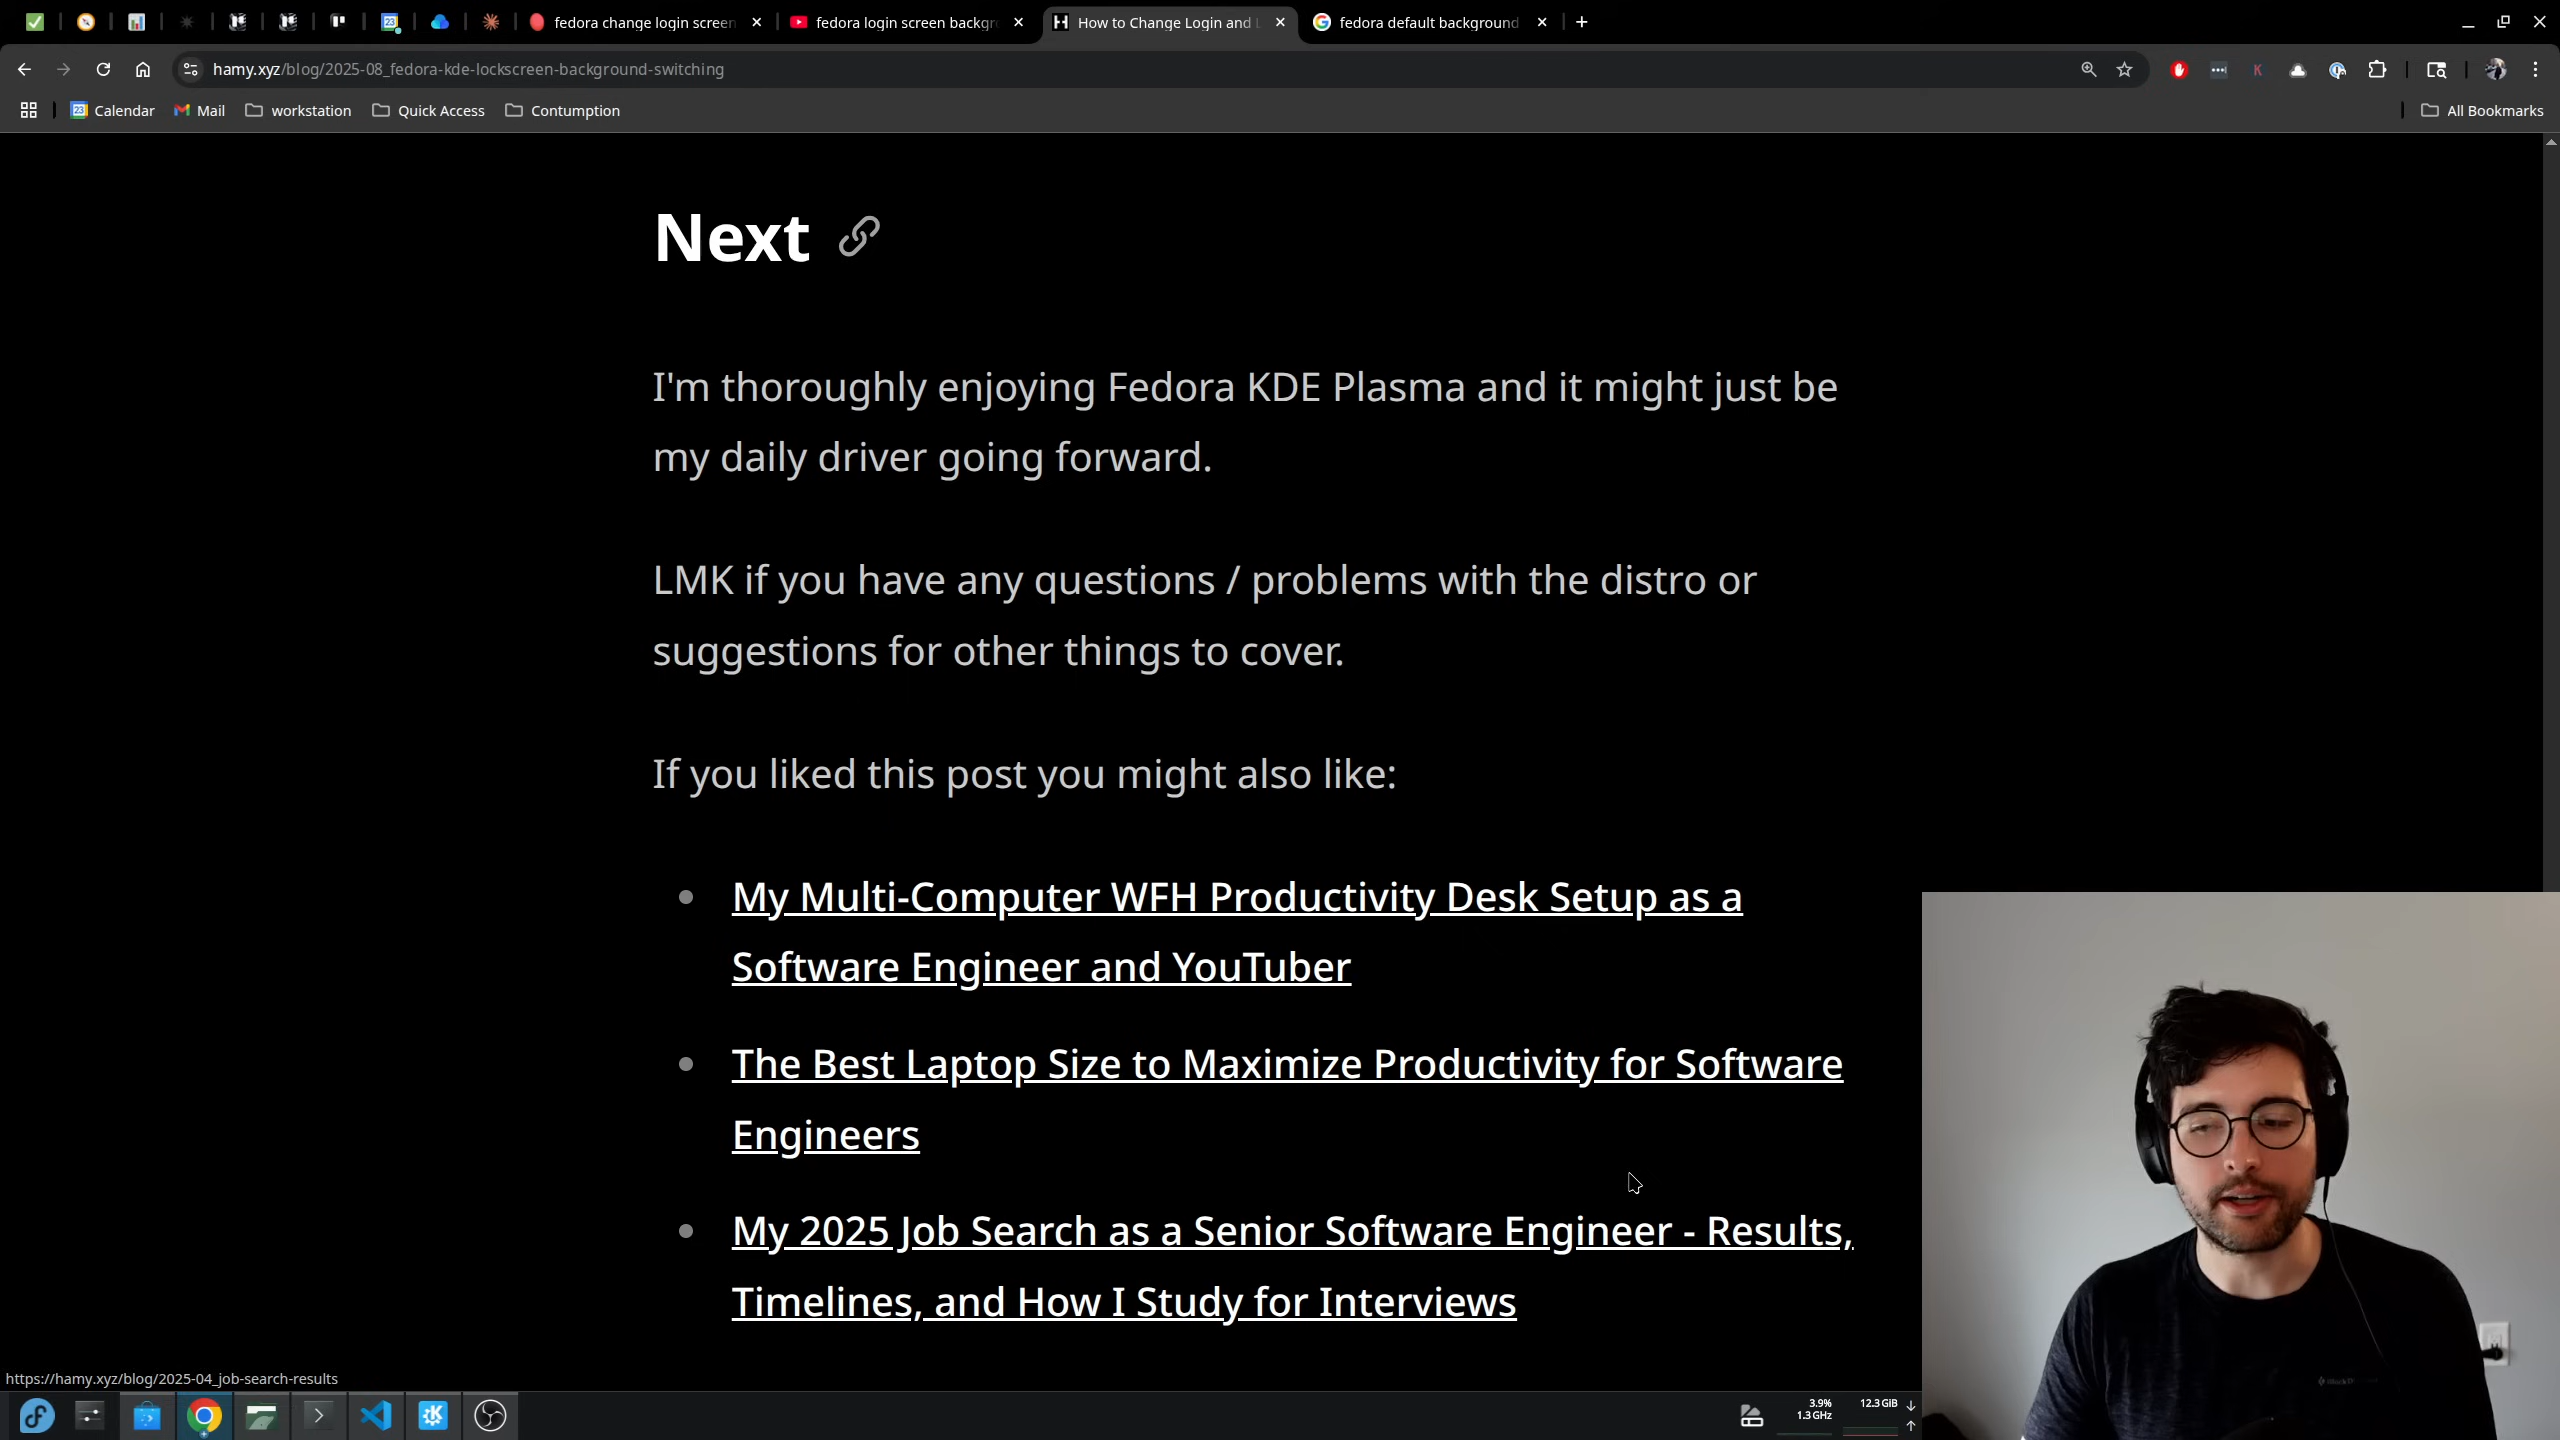 fedora change login screen
fedora login screen backgr
How to Change Login and L
fedora default background
hamy.xyz/blog/2025-08_fedora-kde-lockscreen-background-switching
Calendar
Mail
workstation
Quick Access
Contumption
All Bookmarks
Next
I'm thoroughly enjoying Fedora KDE Plasma and it might just be
my daily driver going forward.
LMK if you have any questions / problems with the distro or
suggestions for other things to cover.
If you liked this post you might also like:
My Multi-Computer WFH Productivity Desk Setup as a
Software Engineer and YouTuber
The Best Laptop Size to Maximize Productivity for Software
Engineers
My 2025 Job Search as a Senior Software Engineer - Results,
Timelines, and How I Study for Interviews
https://hamy.xyz/blog/2025-04_job-search-results
3.9%
1.3 GHz
12.3 GiB